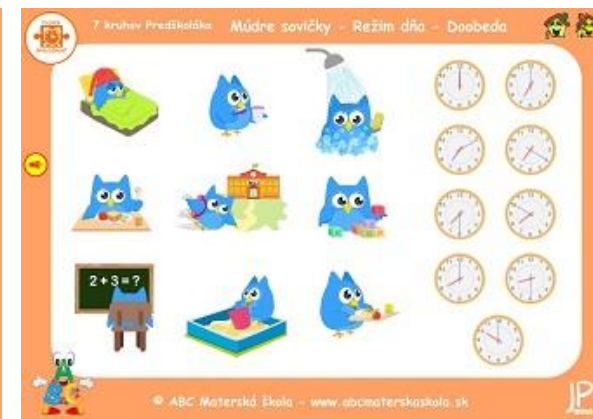 7 kruhov Predškoláka
Múdre sovičky - Režim dňa - Doobeda
2+3=?
© ABC Materská škola - www.abcmaterskaskola.sk
JP